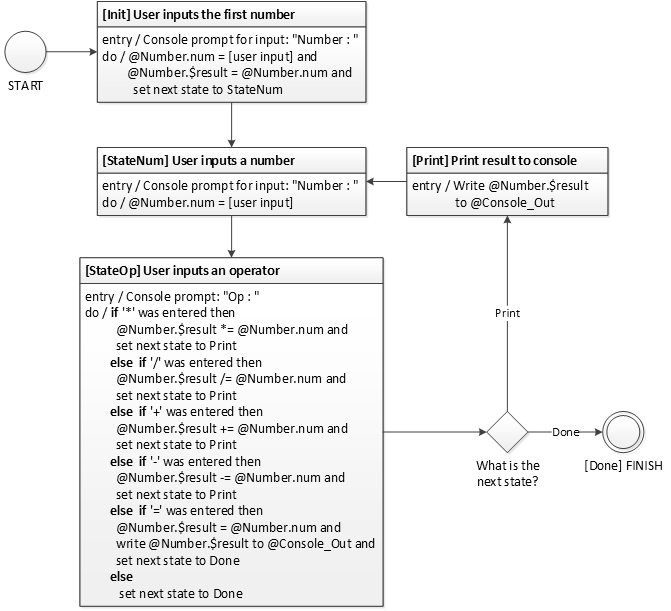 [Init] User inputs the first number
entry / Console prompt for input: "Number : "
do / @Number.num = [user input] and
@Number.$result = @Number.num and
set next state to StateNum
START
[StateNum] User inputs a number
entry / Console prompt for input: "Number : "
do / @Number.num = [user input]
[Print] Print result to console
entry / Write @Number.$result
to @Console_Out
[StateOp] User inputs an operator
entry / Console prompt: "Op : "
do / if '*' was entered then
@Number.$result *= @Number.num and
set next state to Print
else if '/' was entered then
@Number.$result /= @Number.num and
set next state to Print
else if '+' was entered then
@Number.$result += @Number.num and
set next state to Print
else if '-' was entered then
@Number.$result -= @Number.num and
set next state to Print
else if '=' was entered then
@Number.$result = @Number.num and
write @Number.$result to @Console_Out and
set next state to Done
else
set next state to Done
Print
Done
What is the
next state?
[Done] FINISH